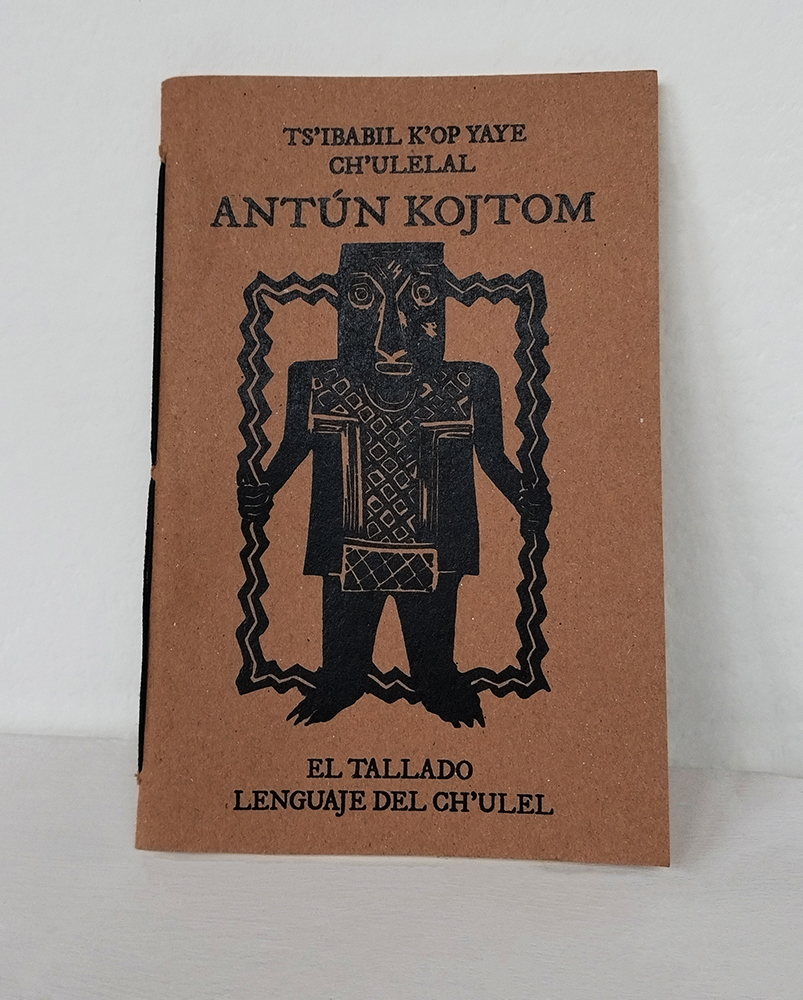 TS'IBABIL K'OP YAYE
CH'ULELAL
ANTÚN KOJTOM
EL TALLADO
LENGUAJE DEL CH'ULEL